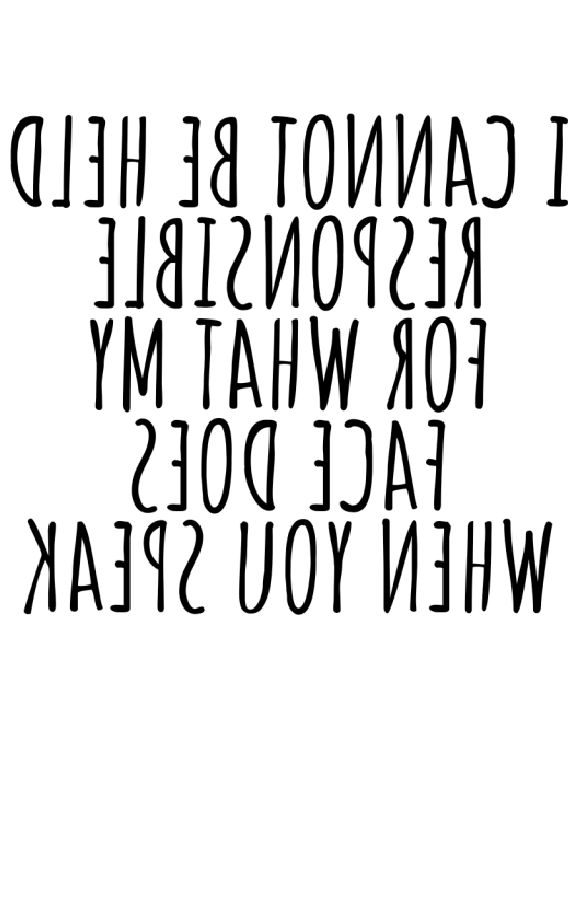 I CANNOT BE HELD
RESPONSIBLE
FOR WHAT MY
FACE DOES
WHEN YOU SPEAK